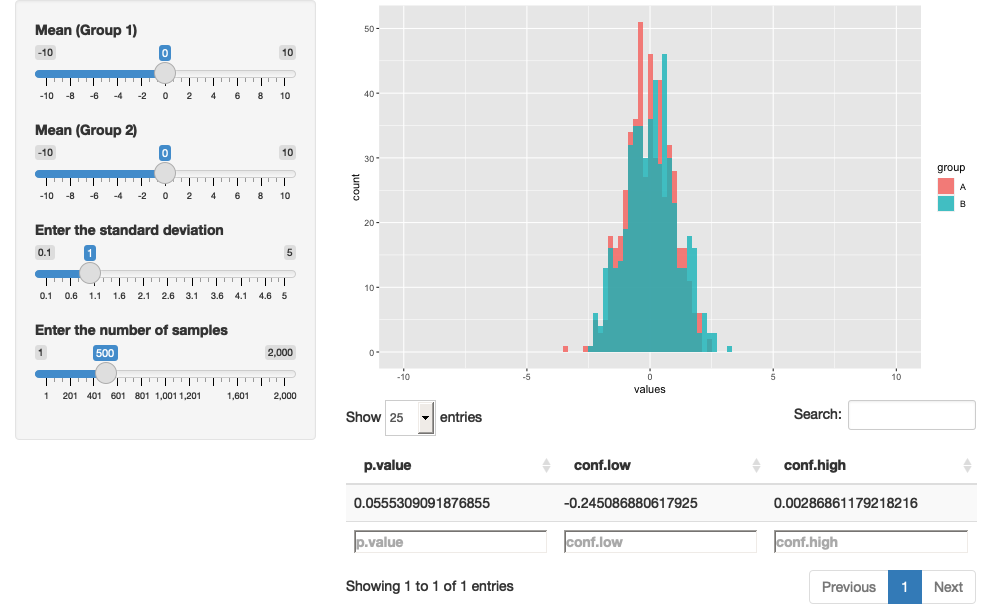 Mean (Group 1)
-10 0 10
-10 -8 -6 -4 -2 0 2 4 6 8 10
Mean (Group 2)
-10 0 10
-10 -8 -6 -4 -2 0 2 4 6 8 10
Enter the standard deviation
0.1 1 5
0.1 0.6 1.1 1.6 2.1 2.6 3.1 3.6 4.1 4.6 5
Enter the number of samples
1 500 2,000
1 201 401 601 801 1,001 1,201 1,601 2,000
50
40
30
20
10
0
count
-10 -5 0 5 10
values
group
A
B
Show 25 entries
Search:
p.value conf.low conf.high
0.0555309091876855 -0.245086880617925 0.00286861179218216
p.value conf.low conf.high
Showing 1 to 1 of 1 entries
Previous 1 Next